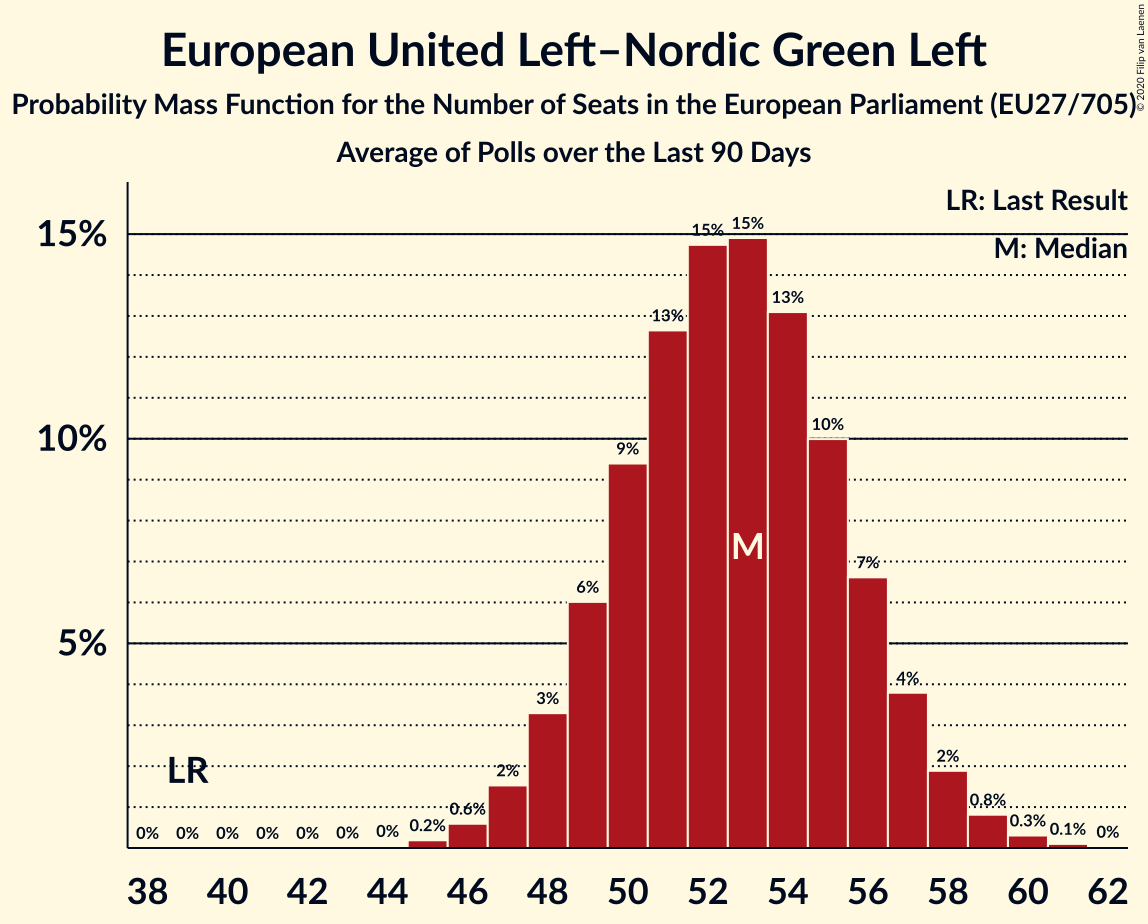 European United Left–Nordic Green Left
Probability Mass Function for the Number of Seats in the European Parliament (EU27/705)
Average of Polls over the Last 90 Days
© 2020 Filip van Laenen
LR: Last Result
M: Median
15%
10%
5%
0% 0% 0% 0% 0% 0% 0% 0.2% 0.6% 2% 3% 6% 9% 13% 15% 15% 13% 10% 7% 4% 2% 0.8% 0.3% 0.1% 0%
LR
M
38 40 42 44 46 48 50 52 54 56 58 60 62